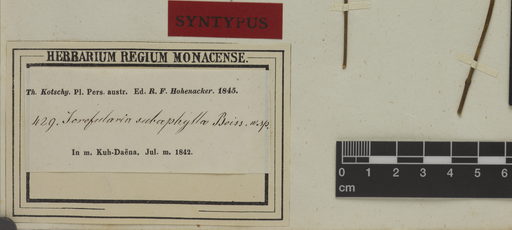 SYNTYPUS
HERBARIUM REGIUM MONACENSE.
Th. Kotschy. Pl. Pers. austr. Ed. R. F. Hohenacker. 1845.
429. Scrofularia subaphylla Boiss. n. sp.
In m. Kuh-Daëna, Jul. m. 1842.
0 1 2 3 4 5 6
cm